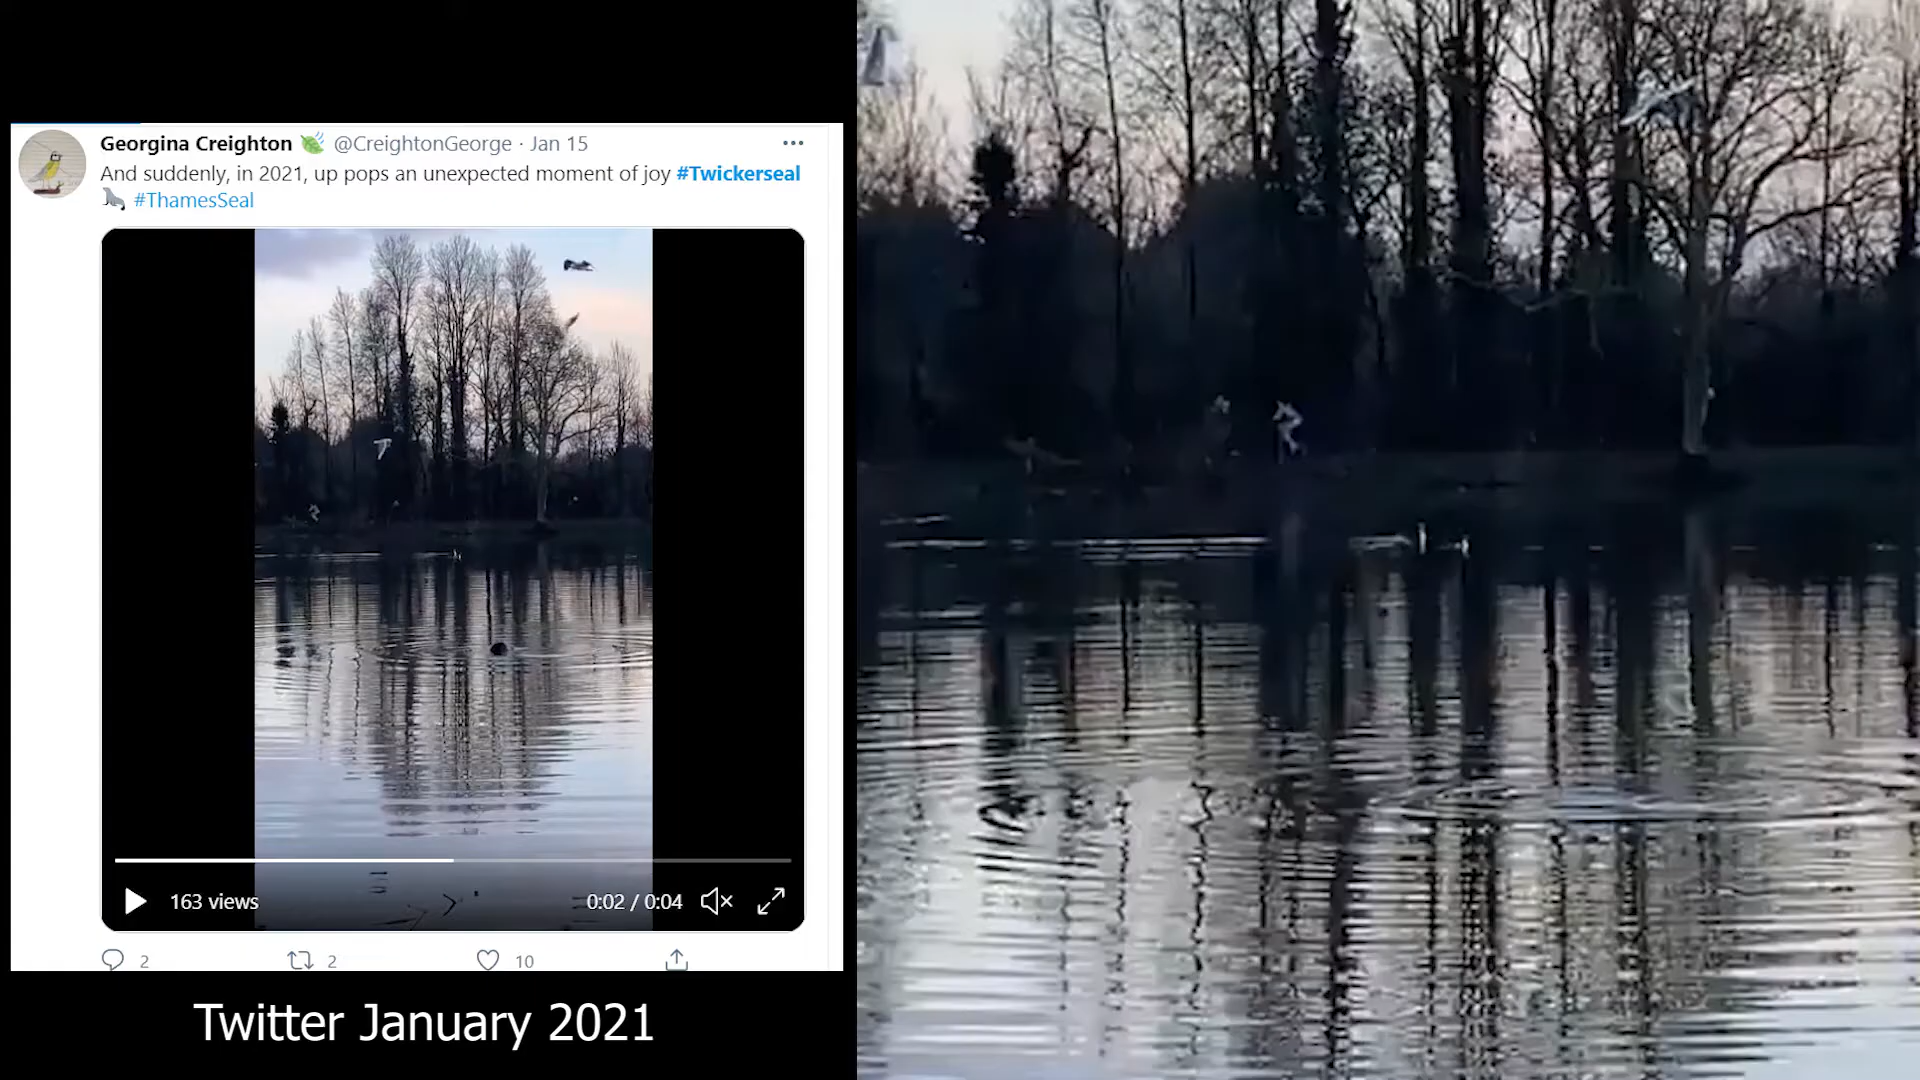 Georgina Creighton @CreightonGeorge · Jan 15
And suddenly, in 2021, up pops an unexpected moment of joy #Twickerseal
#ThamesSeal
163 views
0:02 / 0:04
2
2
10
Twitter January 2021